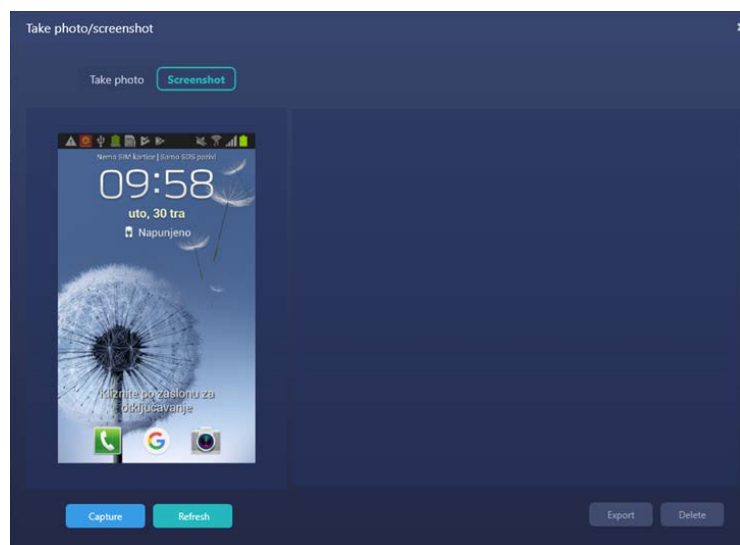 Take photo/screenshot
Take photo
Screenshot
Nema SIM kartice | Samo SOS pozivi
09:58
uto, 30 tra
Napunjeno
Kliznite po zaslonu za
otključavanje
G
Capture
Refresh
Export
Delete